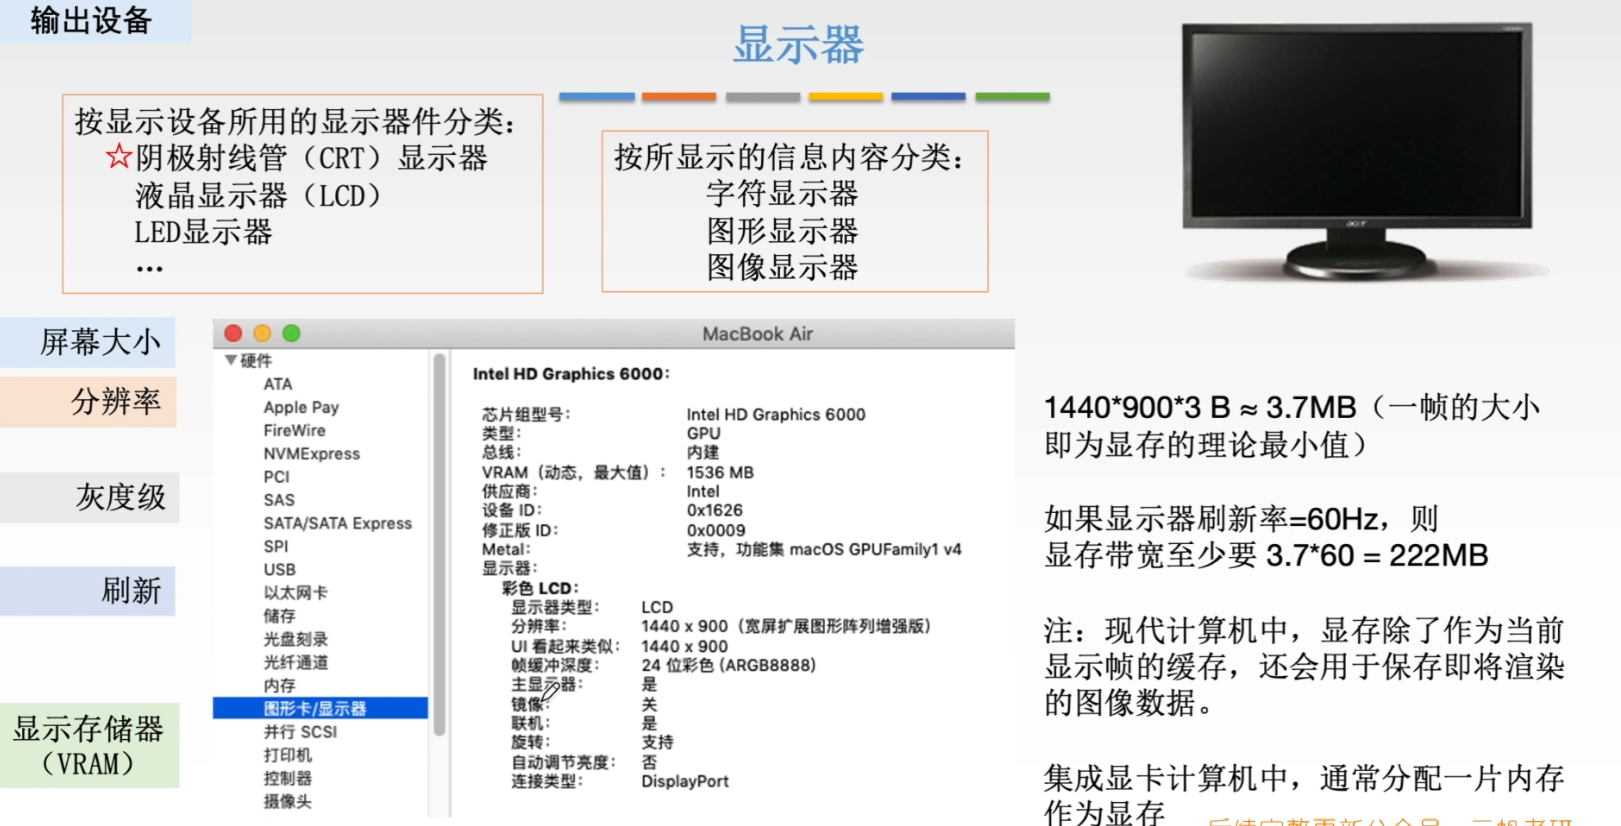 输出设备
显示器
按显示设备所用的显示器件分类：
☆阴极射线管（CRT）显示器
液晶显示器（LCD）
LED显示器
…
按所显示的信息内容分类：
字符显示器
图形显示器
图像显示器
acer
屏幕大小
分辨率
灰度级
刷新
显示存储器
（VRAM）
MacBook Air
▼硬件
ATA
Apple Pay
FireWire
NVMExpress
PCI
SAS
SATA/SATA Express
SPI
USB
以太网卡
储存
光盘刻录
光纤通道
内存
图形卡/显示器
并行 SCSI
打印机
控制器
摄像头
Intel HD Graphics 6000：
芯片组型号： Intel HD Graphics 6000
类型： GPU
总线： 内建
VRAM（动态，最大值）： 1536 MB
供应商： Intel
设备 ID： 0x1626
修正版 ID： 0x0009
Metal： 支持，功能集 macOS GPUFamily1 v4
显示器：
彩色 LCD：
显示器类型： LCD
分辨率： 1440 x 900（宽屏扩展图形阵列增强版）
UI 看起来类似： 1440 x 900
帧缓冲深度： 24 位彩色 (ARGB8888)
主显示器： 是
镜像： 关
联机： 是
旋转： 支持
自动调节亮度： 否
连接类型： DisplayPort
1440*900*3 B ≈ 3.7MB（一帧的大小
即为显存的理论最小值）
如果显示器刷新率=60Hz，则
显存带宽至少要 3.7*60 = 222MB
注：现代计算机中，显存除了作为当前
显示帧的缓存，还会用于保存即将渲染
的图像数据。
集成显卡计算机中，通常分配一片内存
作为显存